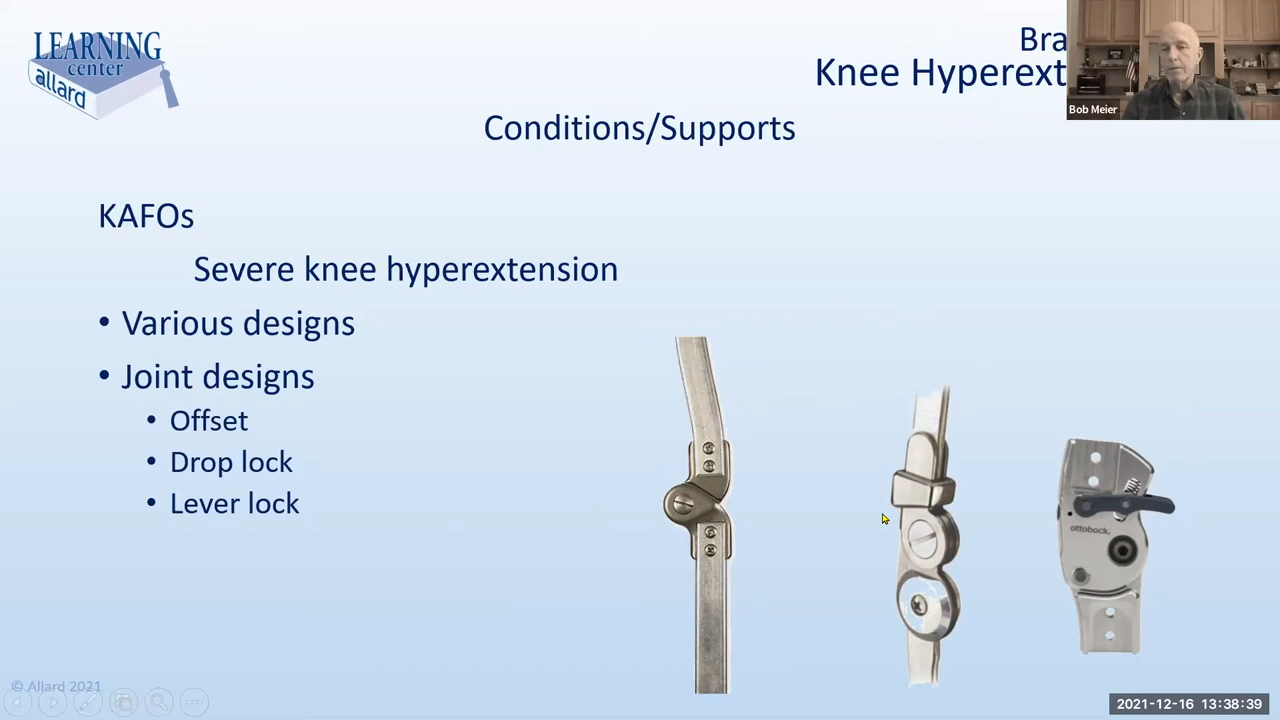 LEARNING
center
allard
Bra
Knee Hyperext
Bob Meier
Conditions/Supports
KAFOs
Severe knee hyperextension
• Various designs
• Joint designs
• Offset
• Drop lock
• Lever lock
ottobock.
© Allard 2021
2021-12-16 13:38:39